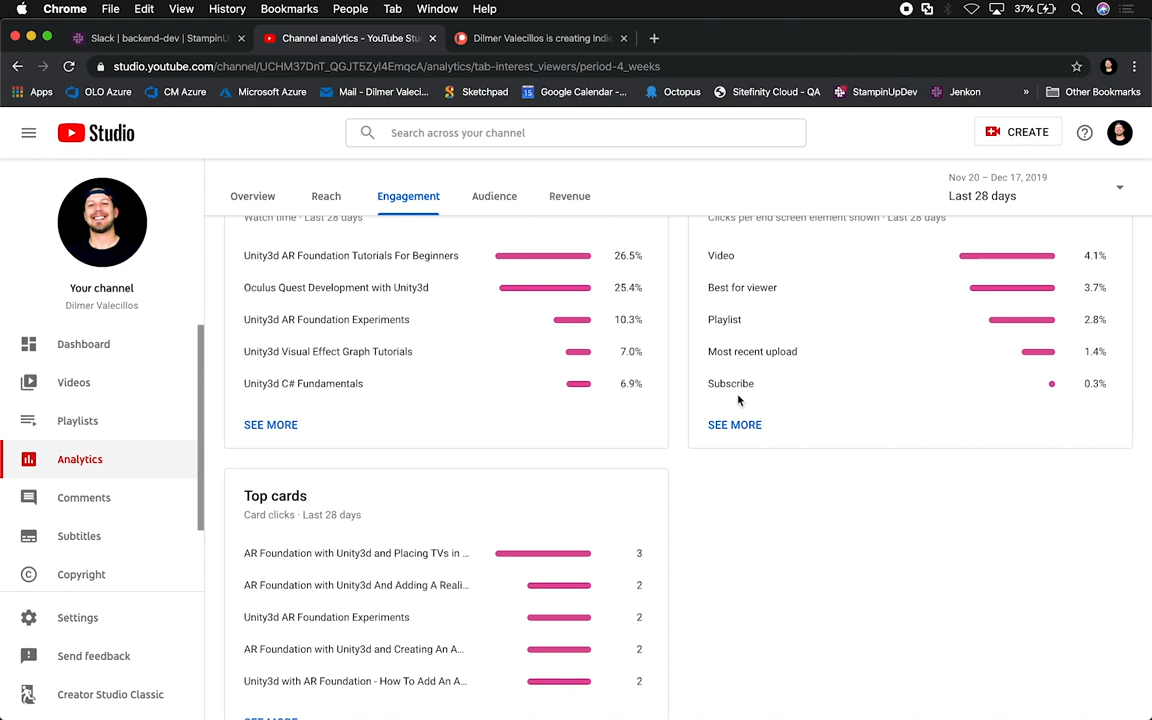 Chrome File Edit View History Bookmarks People Tab Window Help 37%
Slack | backend-dev | StampinU Channel analytics - YouTube Stu Dilmer Valecillos is creating Indie
studio.youtube.com/channel/UCHM37DnT_QGJT5Zyl4EmqcA/analytics/tab-interest_viewers/period-4_weeks
Apps OLO Azure CM Azure Microsoft Azure Mail - Dilmer Valeci... Sketchpad Google Calendar -... Octopus Sitefinity Cloud - QA StampinUpDev Jenkon » Other Bookmarks
Studio Search across your channel CREATE
Nov 20 – Dec 17, 2019
Overview Reach Engagement Audience Revenue Last 28 days
Watch time · Last 28 days Clicks per end screen element shown · Last 28 days
Unity3d AR Foundation Tutorials For Beginners 26.5% Video 4.1%
Oculus Quest Development with Unity3d 25.4% Best for viewer 3.7%
Unity3d AR Foundation Experiments 10.3% Playlist 2.8%
Unity3d Visual Effect Graph Tutorials 7.0% Most recent upload 1.4%
Unity3d C# Fundamentals 6.9% Subscribe 0.3%
SEE MORE SEE MORE
Top cards
Card clicks · Last 28 days
AR Foundation with Unity3d and Placing TVs in ... 3
AR Foundation with Unity3d And Adding A Reali... 2
Unity3d AR Foundation Experiments 2
AR Foundation with Unity3d and Creating An A... 2
Unity3d with AR Foundation - How To Add An A... 2
SEE MORE
Your channel
Dilmer Valecillos
Dashboard
Videos
Playlists
Analytics
Comments
Subtitles
Copyright
Settings
Send feedback
Creator Studio Classic